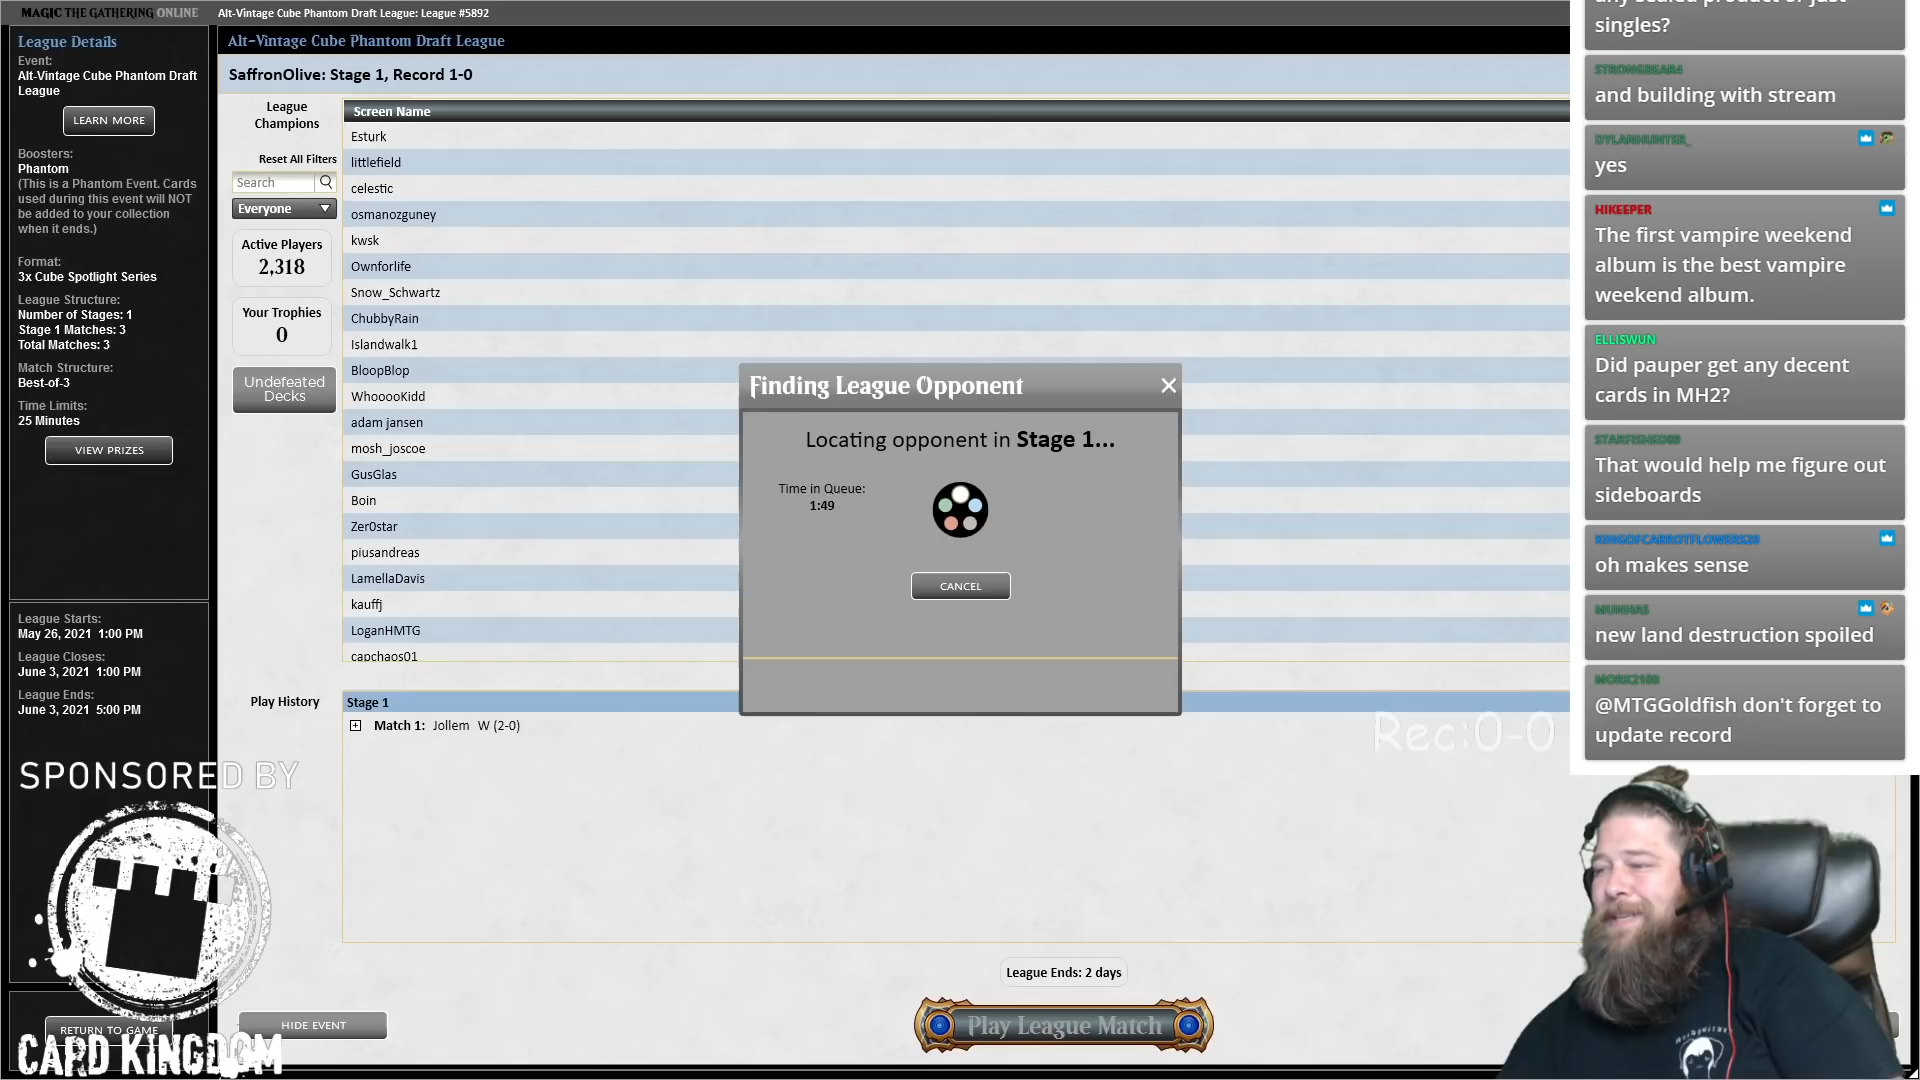 MAGIC THE GATHERING ONLINE
Alt-Vintage Cube Phantom Draft League: League #5892
League Details
Event:
Alt-Vintage Cube Phantom Draft
League
LEARN MORE
Boosters:
Phantom
(This is a Phantom Event. Cards
used during this event will NOT
be added to your collection
when it ends.)
Format:
3x Cube Spotlight Series
League Structure:
Number of Stages: 1
Stage 1 Matches: 3
Total Matches: 3
Match Structure:
Best-of-3
Time Limits:
25 Minutes
VIEW PRIZES
League Starts:
May 26, 2021 1:00 PM
League Closes:
June 3, 2021 1:00 PM
League Ends:
June 3, 2021 5:00 PM
SPONSORED BY
RETURN TO GAME
CARD KINGDOM
Alt-Vintage Cube Phantom Draft League
SaffronOlive: Stage 1, Record 1-0
League
Champions
Reset All Filters
Search
Everyone
Active Players
2,318
Your Trophies
0
Undefeated
Decks
Screen Name
Esturk
littlefield
celestic
osmanozguney
kwsk
Ownforlife
Snow_Schwartz
ChubbyRain
Islandwalk1
BloopBlop
WhooooKidd
adam jansen
mosh_joscoe
GusGlas
Boin
Zer0star
piusandreas
LamellaDavis
kauffj
LoganHMTG
capchaos01
Finding League Opponent
Locating opponent in Stage 1...
Time in Queue:
1:49
CANCEL
Play History
Stage 1
Match 1: Jollem W (2-0)
Rec:0-0
League Ends: 2 days
HIDE EVENT
Play League Match
any sealed product or just
singles?
STRONGBEAR4
and building with stream
DYLANHUNTER_
yes
HIKEEPER
The first vampire weekend
album is the best vampire
weekend album.
ELLISWUN
Did pauper get any decent
cards in MH2?
That would help me figure out
sideboards
KINGOFCARROTFLOWERS20
oh makes sense
MUNHAS
new land destruction spoiled
MORK2100
@MTGGoldfish don't forget to
update record